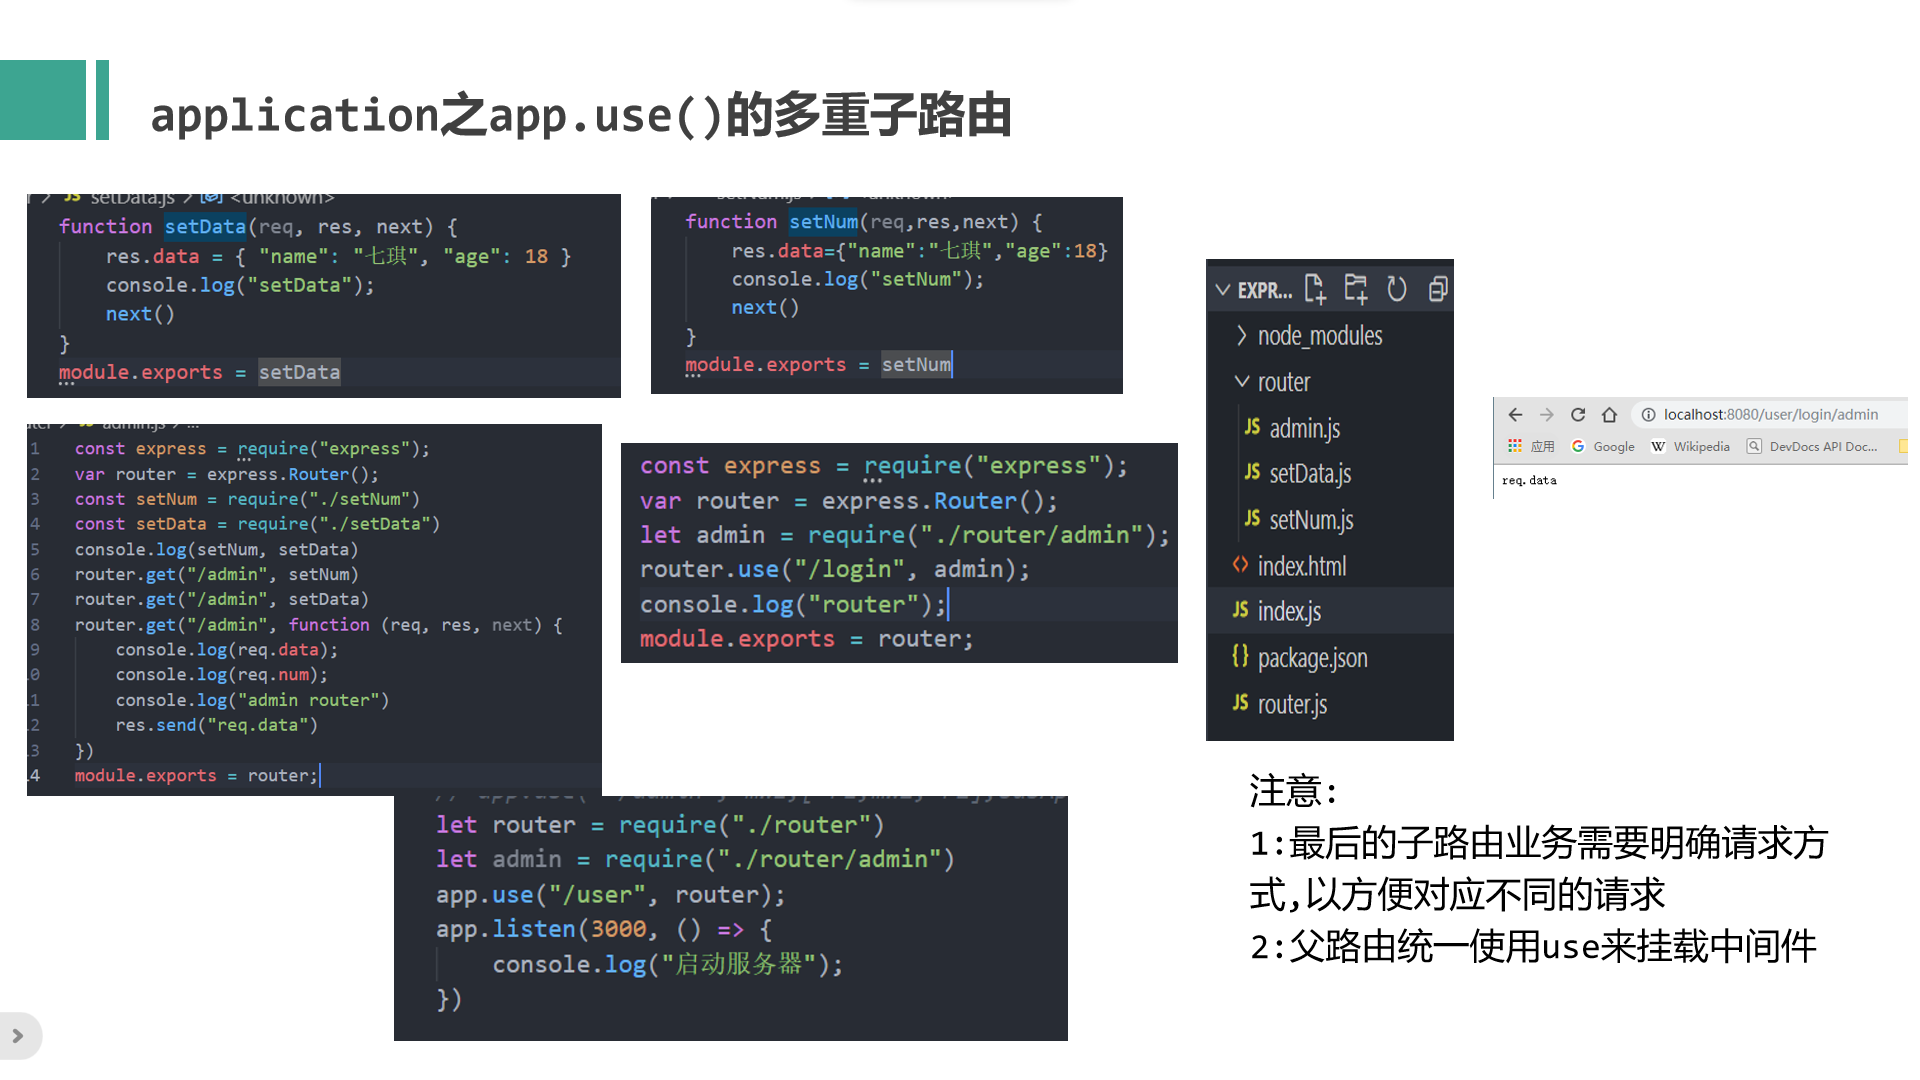 application之app.use()的多重子路由
setData.js > <unknown>
function setData(req, res, next) {
res.data = { "name": "七琪", "age": 18 }
console.log("setData");
next()
}
module.exports = setData
function setNum(req,res,next) {
res.data={"name":"七琪","age":18}
console.log("setNum");
next()
}
module.exports = setNum
1 const express = require("express");
2 var router = express.Router();
3 const setNum = require("./setNum")
4 const setData = require("./setData")
5 console.log(setNum, setData)
6 router.get("/admin", setNum)
7 router.get("/admin", setData)
8 router.get("/admin", function (req, res, next) {
9 console.log(req.data);
0 console.log(req.num);
1 console.log("admin router")
2 res.send("req.data")
3 })
4 module.exports = router;
const express = require("express");
var router = express.Router();
let admin = require("./router/admin");
router.use("/login", admin);
console.log("router");
module.exports = router;
let router = require("./router")
let admin = require("./router/admin")
app.use("/user", router);
app.listen(3000, () => {
console.log("启动服务器");
})
EXPR...
node_modules
router
JS admin.js
JS setData.js
JS setNum.js
<> index.html
JS index.js
{} package.json
JS router.js
localhost:8080/user/login/admin
应用 Google W Wikipedia DevDocs API Doc...
req.data
注意:
1:最后的子路由业务需要明确请求方
式,以方便对应不同的请求
2:父路由统一使用use来挂载中间件